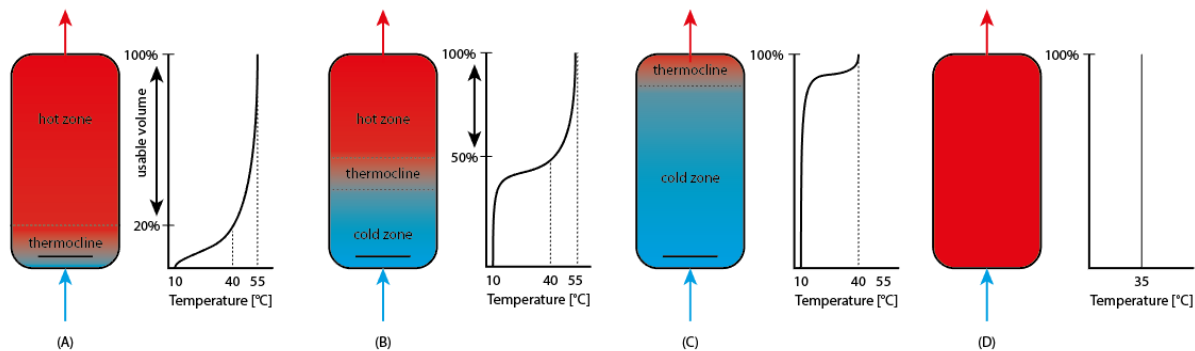 100%
hot zone
usable volume
20%
thermocline
10 40 55
Temperature [°C]
(A)
100%
hot zone
50%
thermocline
cold zone
10 40 55
Temperature [°C]
(B)
thermocline
100%
cold zone
10 40 55
Temperature [°C]
(C)
100%
35
Temperature [°C]
(D)